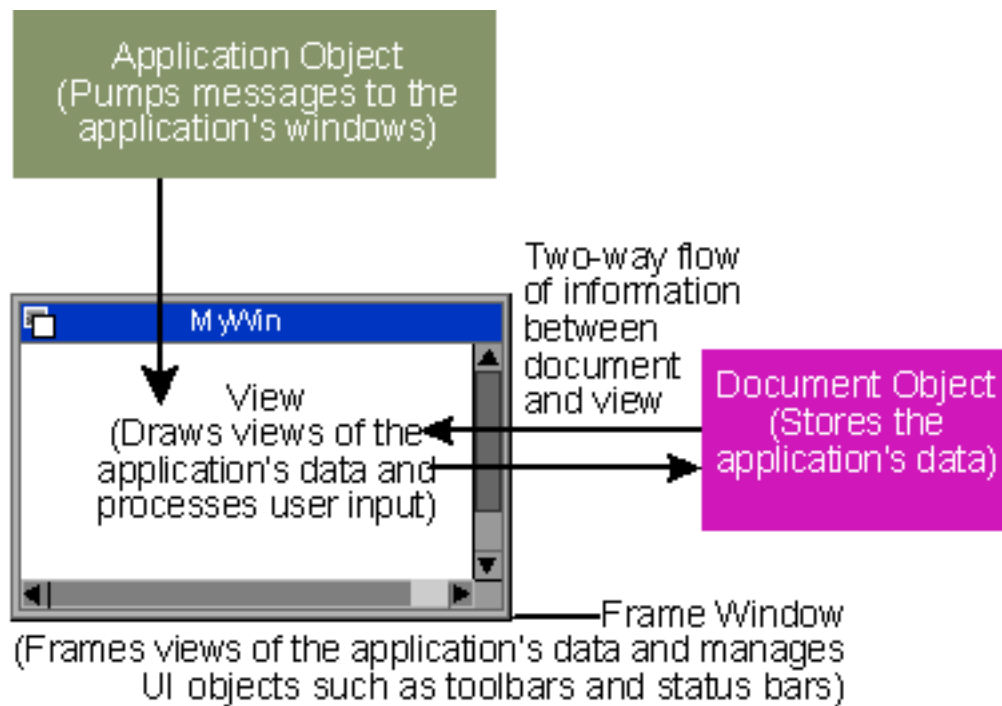 Application Object
(Pumps messages to the
application's windows)
Two-way flow
of information
between
document
and view
MyWin
View
(Draws views of the
application's data and
processes user input)
Document Object
(Stores the
application's data)
Frame Window
(Frames views of the application's data and manages
UI objects such as toolbars and status bars)